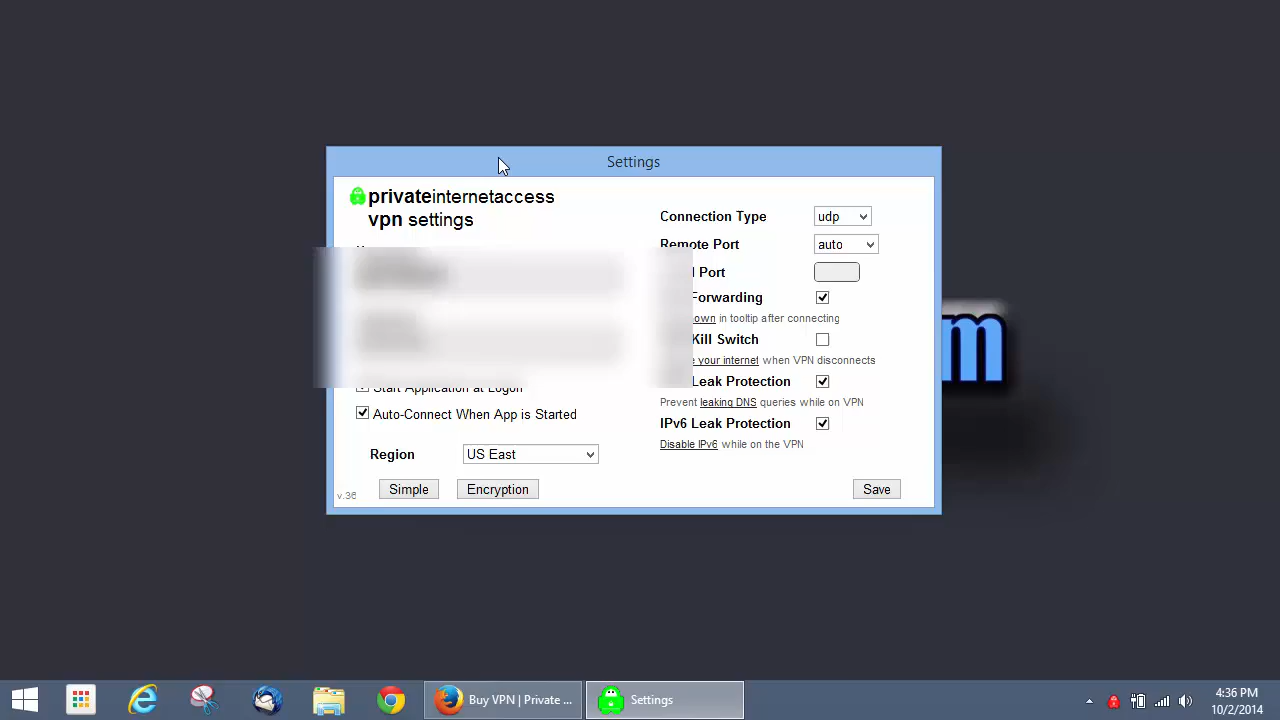 Settings
privateinternetaccess
vpn settings
Connection Type udp
Remote Port auto
Port
Forwarding
in tooltip after connecting
Kill Switch
your internet when VPN disconnects
Leak Protection
Prevent leaking DNS queries while on VPN
IPv6 Leak Protection
Disable IPv6 while on the VPN
Start Application at Logon
Auto-Connect When App is Started
Region US East
v.36
Simple Encryption Save
m
Buy VPN | Private ...
Settings
4:36 PM
10/2/2014